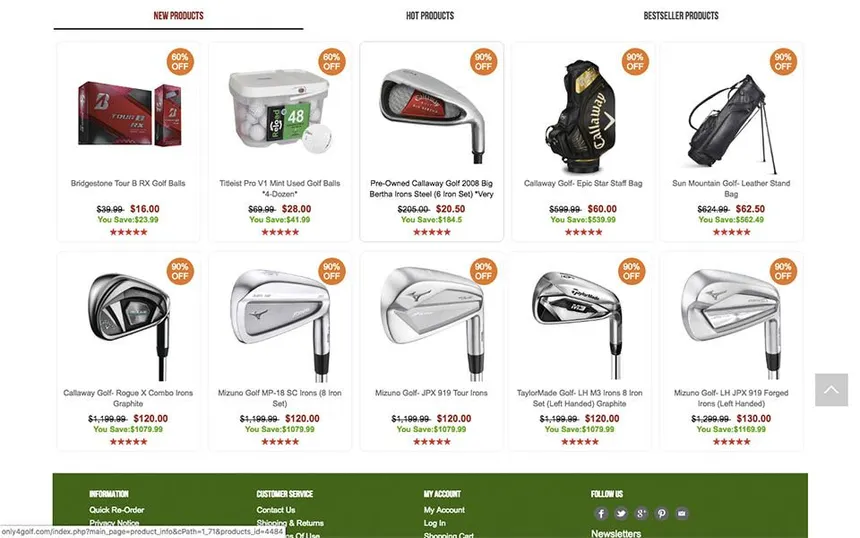 NEW PRODUCTS
HOT PRODUCTS
BESTSELLER PRODUCTS
60%
OFF
60%
OFF
90%
OFF
90%
OFF
90%
OFF
TOUR B
RX
Reload
48
Callaway
Callaway
Bridgestone Tour B RX Golf Balls
$39.99 $16.00
You Save:$23.99
Titleist Pro V1 Mint Used Golf Balls
*4-Dozen*
$69.99 $28.00
You Save:$41.99
Pre-Owned Callaway Golf 2008 Big
Bertha Irons Steel (6 Iron Set) *Very
$205.00 $20.50
You Save:$184.5
Callaway Golf- Epic Star Staff Bag
$599.99 $60.00
You Save:$539.99
Sun Mountain Golf- Leather Stand
Bag
$624.99 $62.50
You Save:$562.49
90%
OFF
90%
OFF
90%
OFF
90%
OFF
90%
OFF
TaylorMade
M3
Callaway Golf- Rogue X Combo Irons
Graphite
$1,199.99 $120.00
You Save:$1079.99
Mizuno Golf MP-18 SC Irons (8 Iron
Set)
$1,199.99 $120.00
You Save:$1079.99
Mizuno Golf- JPX 919 Tour Irons
$1,199.99 $120.00
You Save:$1079.99
TaylorMade Golf- LH M3 Irons 8 Iron
Set (Left Handed) Graphite
$1,199.99 $120.00
You Save:$1079.99
Mizuno Golf- LH JPX 919 Forged
Irons (Left Handed)
$1,299.99 $130.00
You Save:$1169.99
INFORMATION
Quick Re-Order
Privacy Notice
CUSTOMER SERVICE
Contact Us
Shipping & Returns
Terms Of Use
MY ACCOUNT
My Account
Log In
Shopping Cart
FOLLOW US
Newsletters
only4golf.com/index.php?main_page=product_info&cPath=1_71&products_id=4484